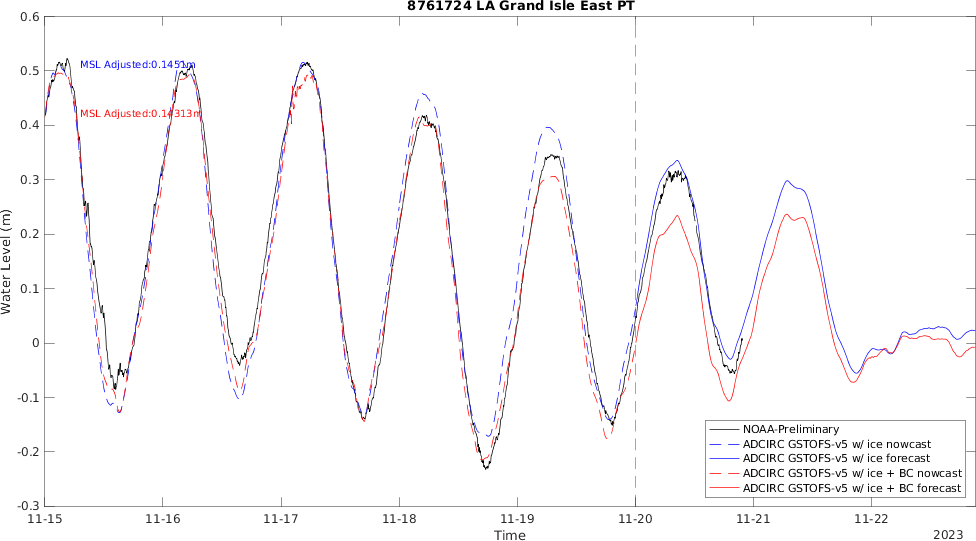 8761724 LA Grand Isle East PT
Water Level (m)
0.6
0.5
0.4
0.3
0.2
0.1
0
-0.1
-0.2
-0.3
MSL Adjusted:0.1451m
MSL Adjusted:0.14313m
NOAA-Preliminary
ADCIRC GSTOFS-v5 w/ ice nowcast
ADCIRC GSTOFS-v5 w/ ice forecast
ADCIRC GSTOFS-v5 w/ ice + BC nowcast
ADCIRC GSTOFS-v5 w/ ice + BC forecast
11-15 11-16 11-17 11-18 11-19 11-20 11-21 11-22
Time
2023